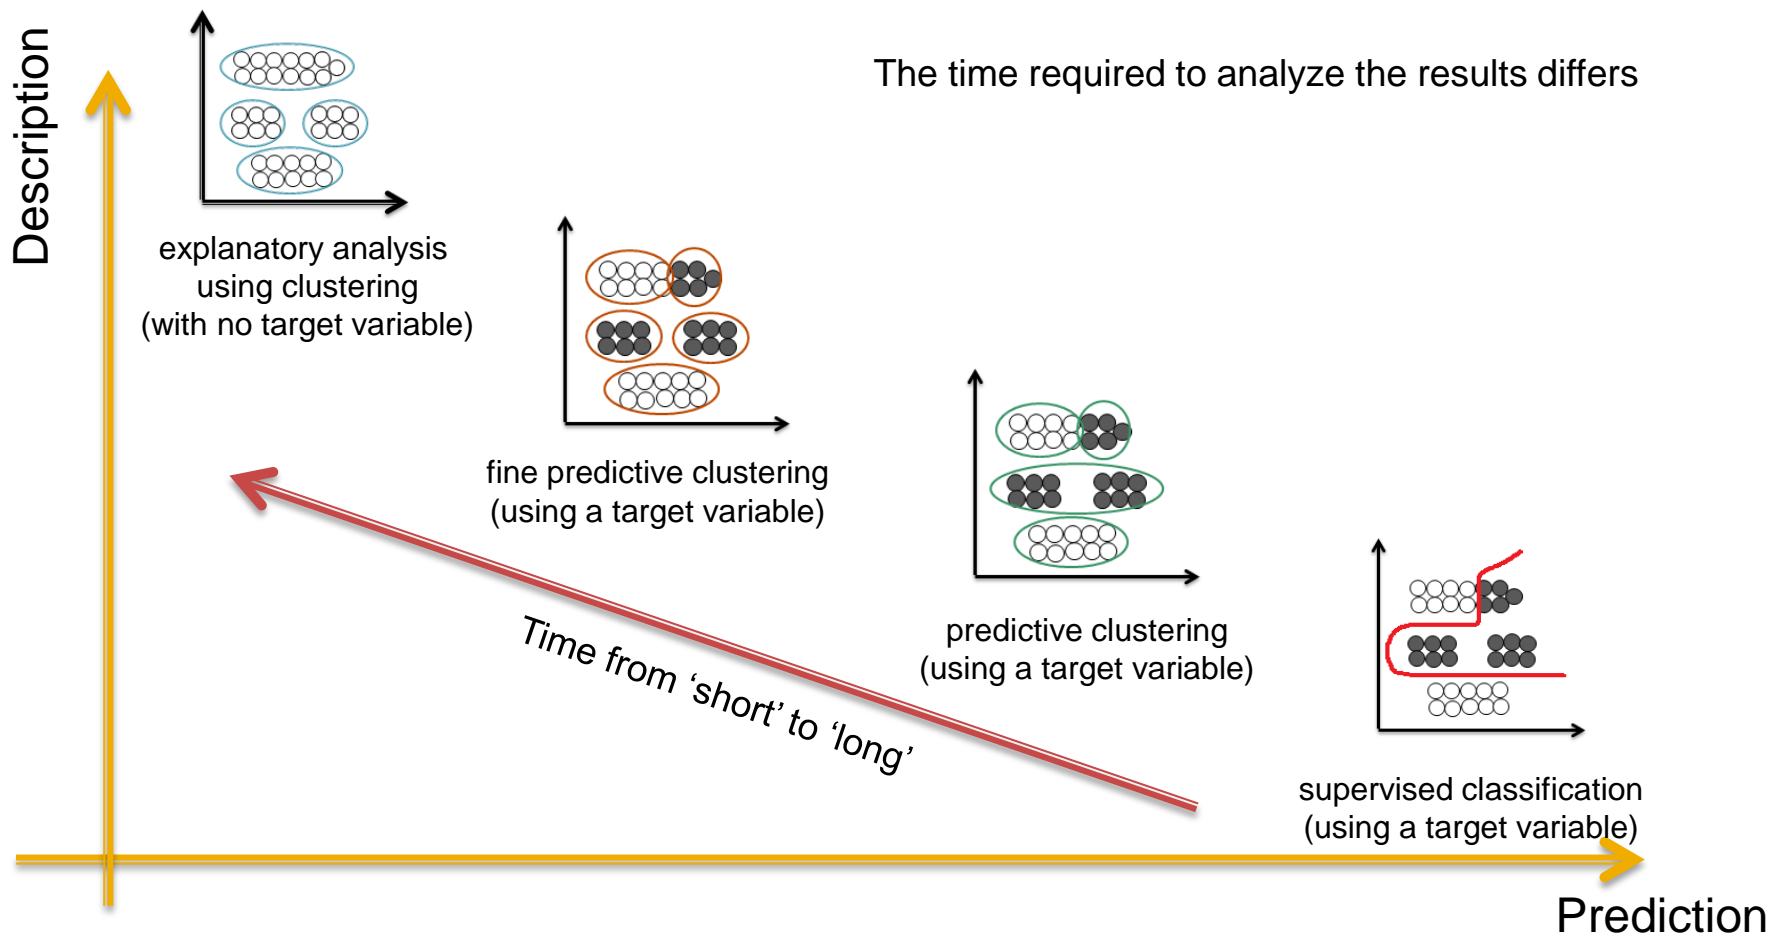 Description
The time required to analyze the results differs
explanatory analysis
using clustering
(with no target variable)
fine predictive clustering
(using a target variable)
predictive clustering
(using a target variable)
Time from ‘short’ to ‘long’
supervised classification
(using a target variable)
Prediction